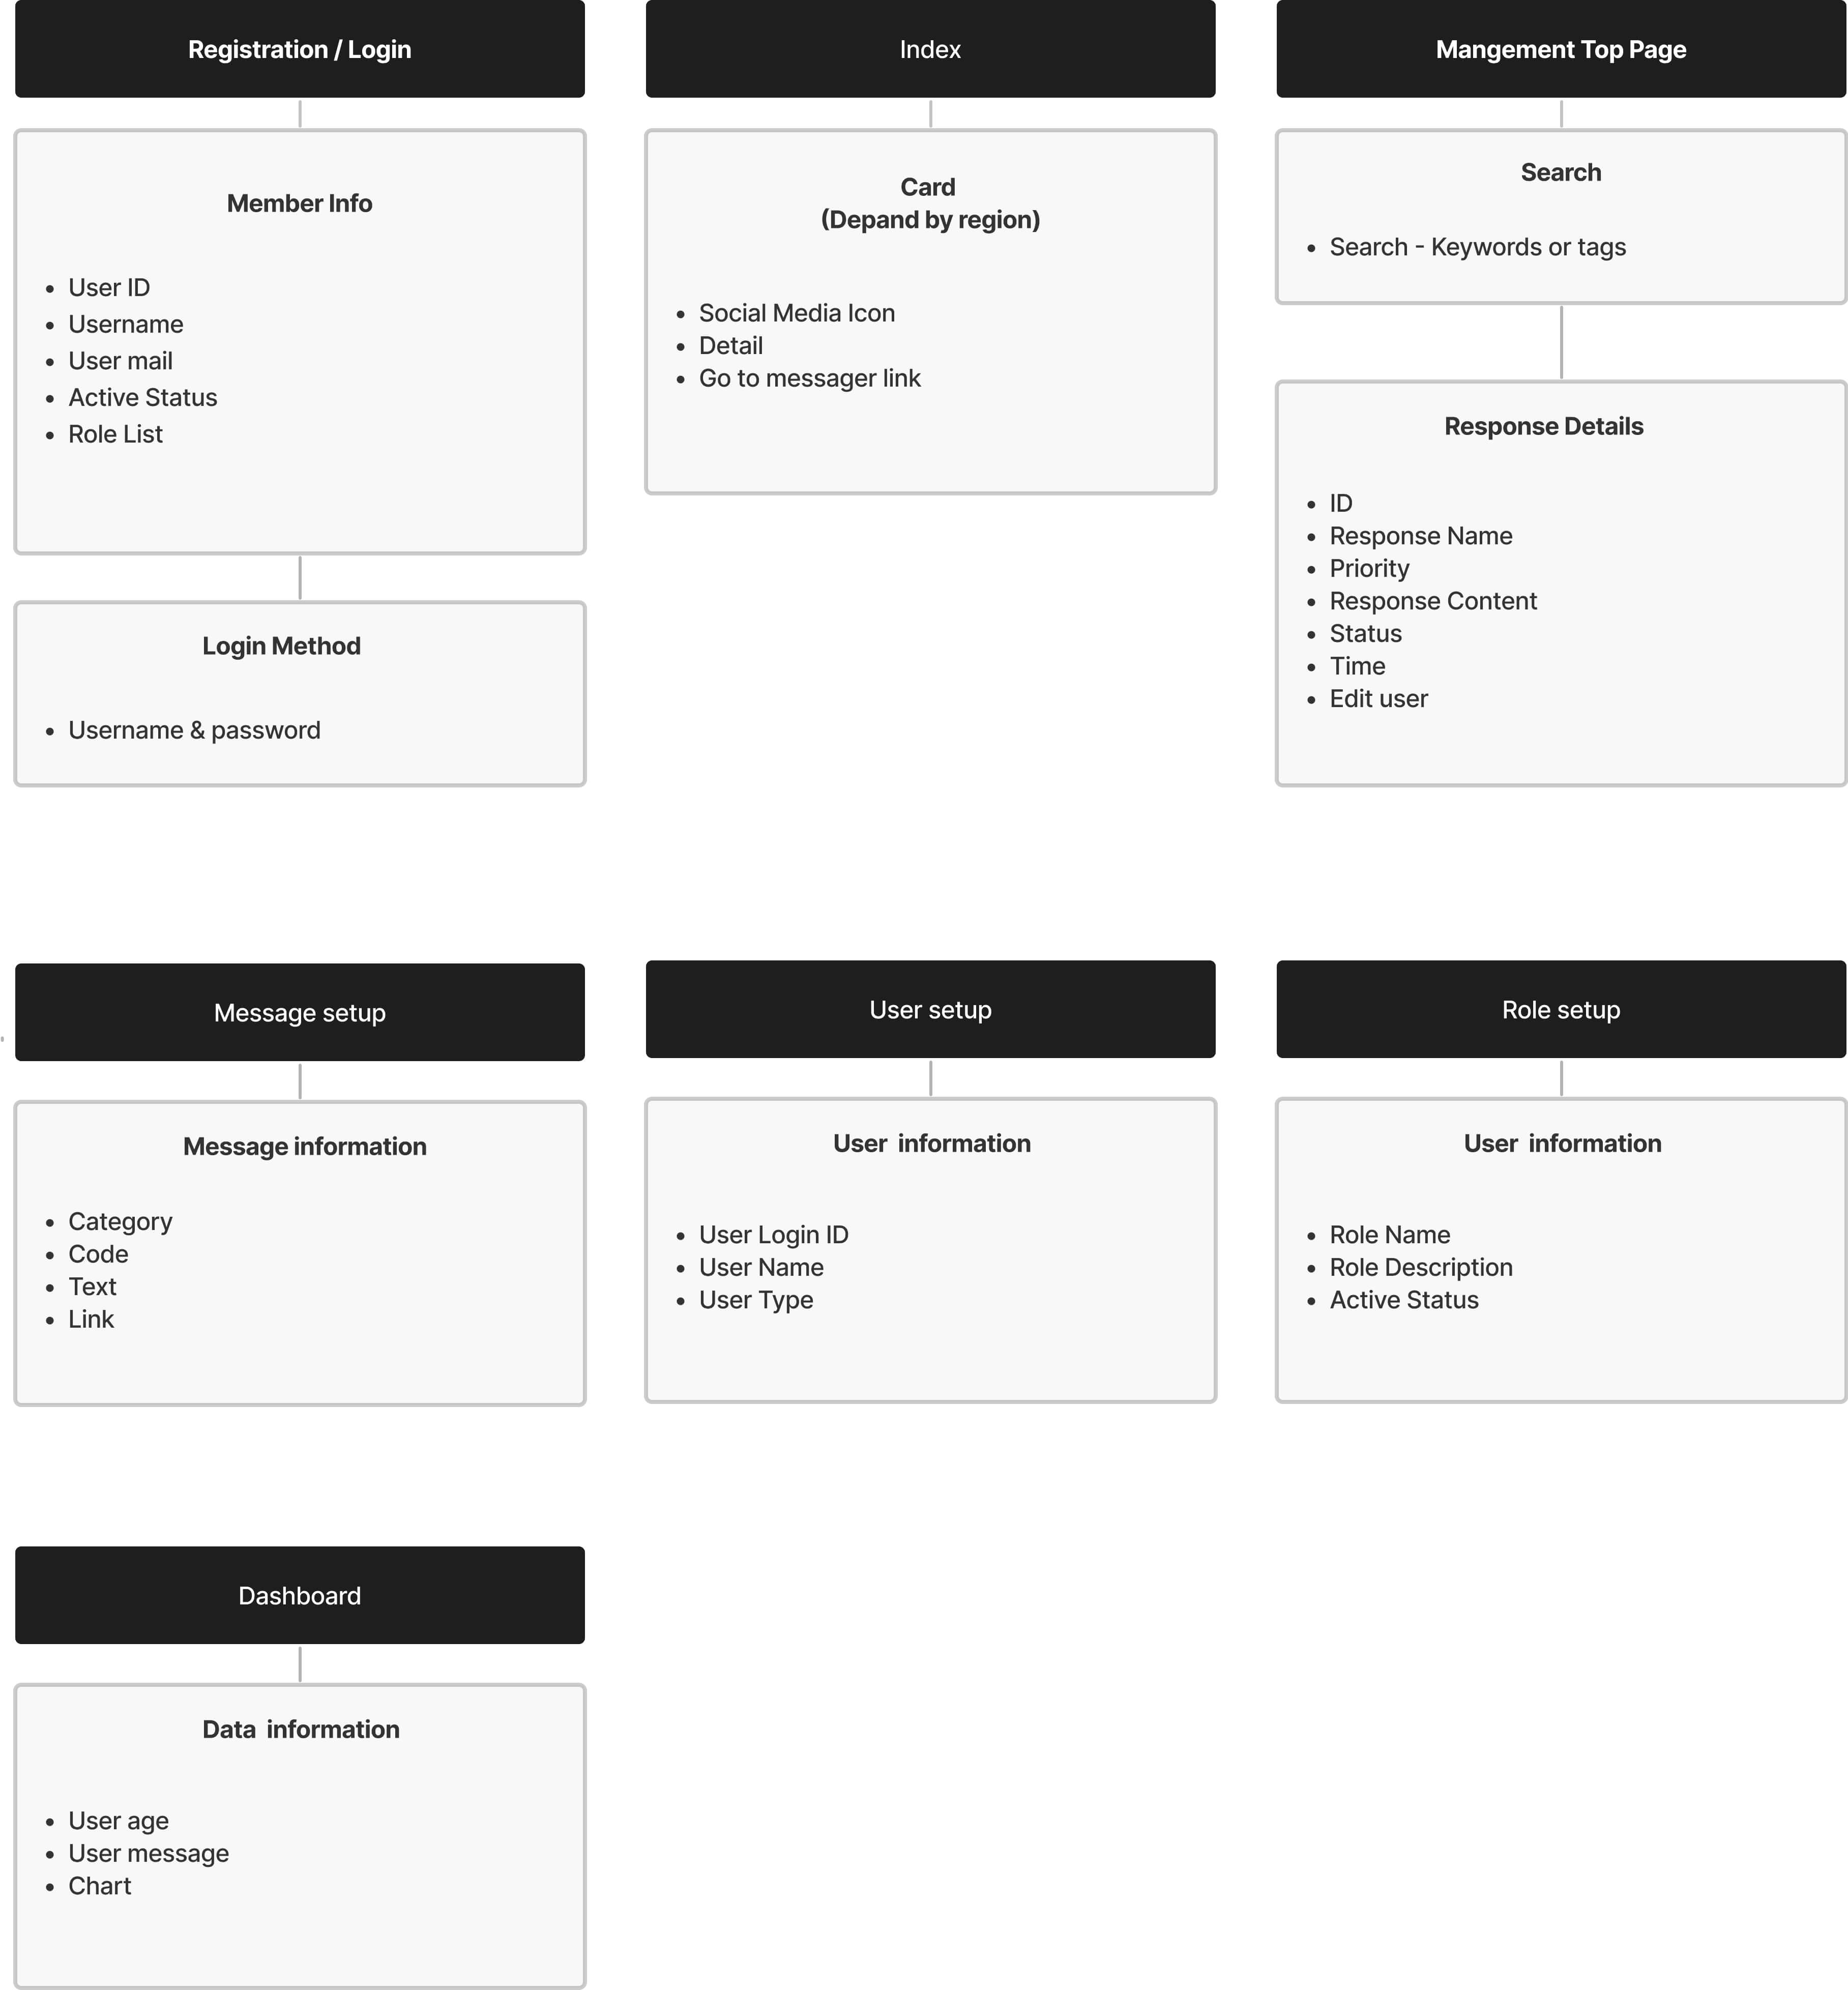 Registration / Login
Member Info
• User ID
• Username
• User mail
• Active Status
• Role List
Login Method
• Username & password
Index
Card
(Depand by region)
• Social Media Icon
• Detail
• Go to messager link
Mangement Top Page
Search
• Search - Keywords or tags
Response Details
• ID
• Response Name
• Priority
• Response Content
• Status
• Time
• Edit user
Message setup
Message information
• Category
• Code
• Text
• Link
User setup
User  information
• User Login ID
• User Name
• User Type
Role setup
User  information
• Role Name
• Role Description
• Active Status
Dashboard
Data  information
• User age
• User message
• Chart